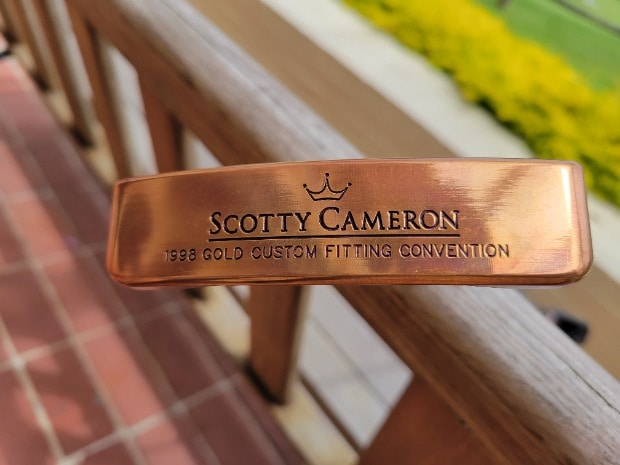 SCOTTY CAMERON
1998 GOLD CUSTOM FITTING CONVENTION